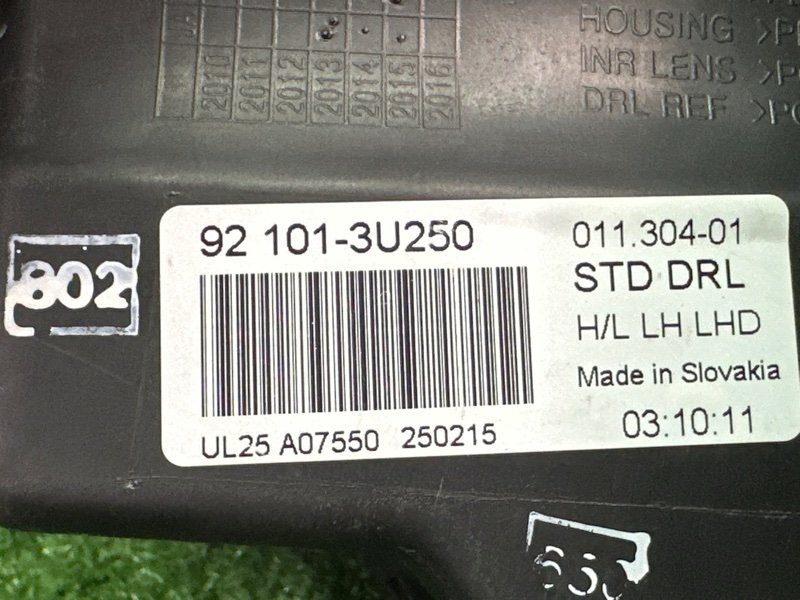 HOUSING >P
INR LENS >P
DRL REF >PC
2010
2011
2012
2013
2014
2015
2016
802
92 101-3U250
011.304-01
STD DRL
H/L LH LHD
Made in Slovakia
UL25 A07550 250215
03:10:11